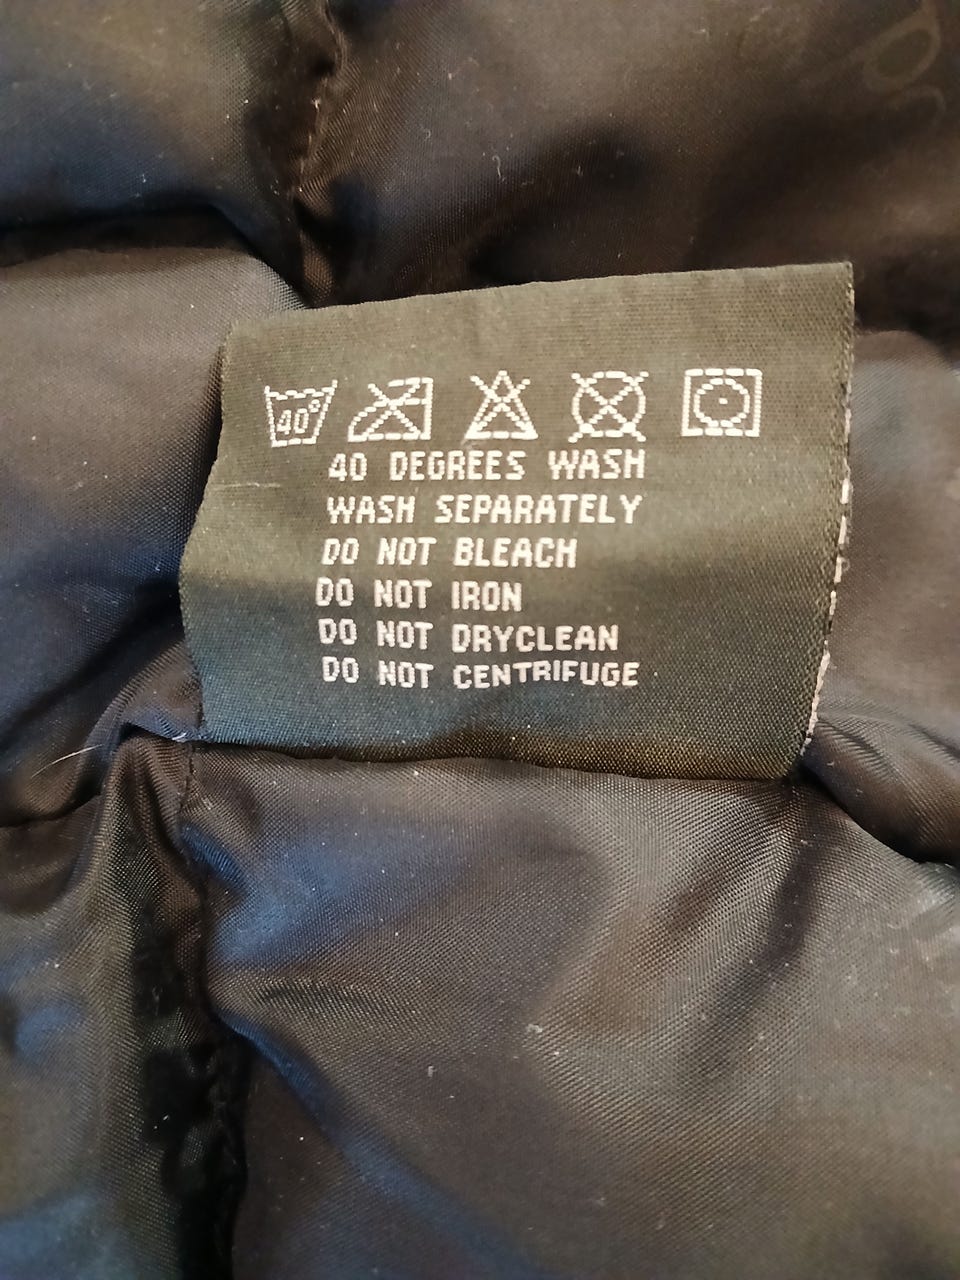 40°
40 DEGREES WASH
WASH SEPARATELY
DO NOT BLEACH
DO NOT IRON
DO NOT DRYCLEAN
DO NOT CENTRIFUGE